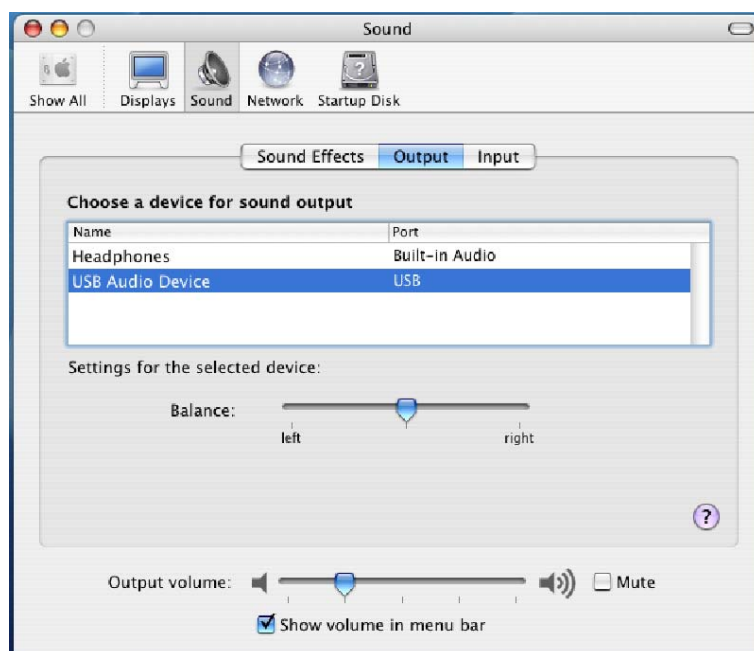 Sound
Show All Displays Sound Network Startup Disk
Sound Effects Output Input
Choose a device for sound output
Name Port
Headphones Built-in Audio
USB Audio Device USB
Settings for the selected device:
Balance:
left right
?
Output volume: Mute
Show volume in menu bar